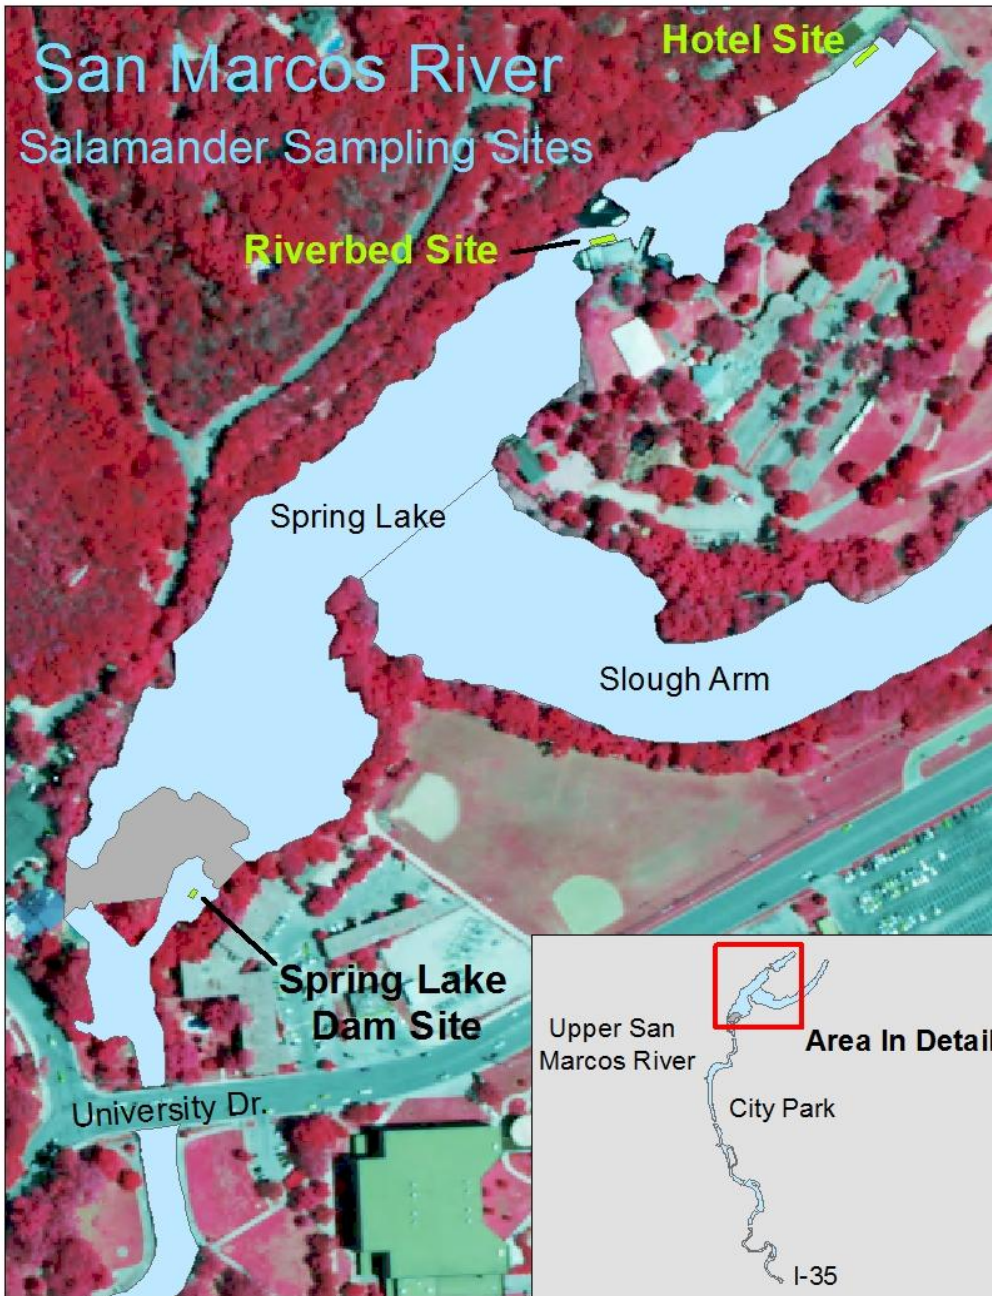 San Marcos River
Salamander Sampling Sites
Hotel Site
Riverbed Site
Spring Lake
Slough Arm
Spring Lake
Dam Site
University Dr.
Upper San
Marcos River
Area In Detail
City Park
I-35